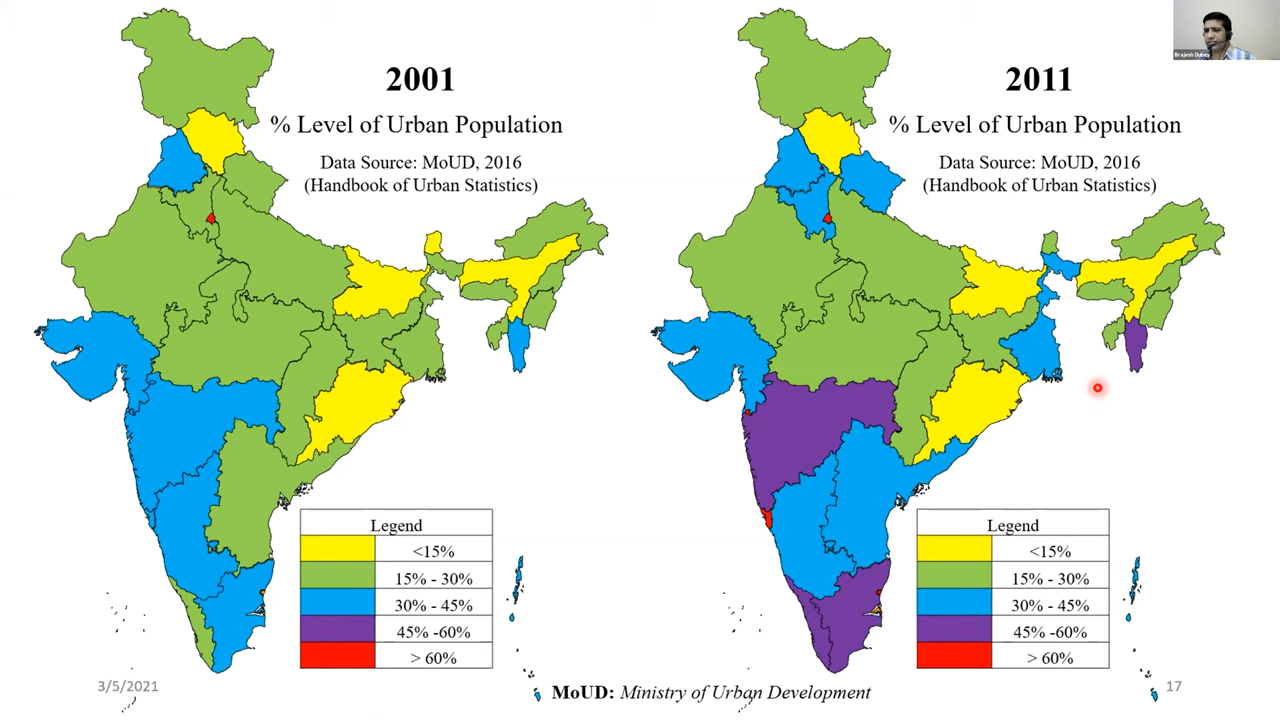 Brajesh Dubey
2001
% Level of Urban Population
Data Source: MoUD, 2016
(Handbook of Urban Statistics)
2011
% Level of Urban Population
Data Source: MoUD, 2016
(Handbook of Urban Statistics)
Legend
<15%
15% - 30%
30% - 45%
45% -60%
> 60%
Legend
<15%
15% - 30%
30% - 45%
45% -60%
> 60%
3/5/2021
MoUD: Ministry of Urban Development
17